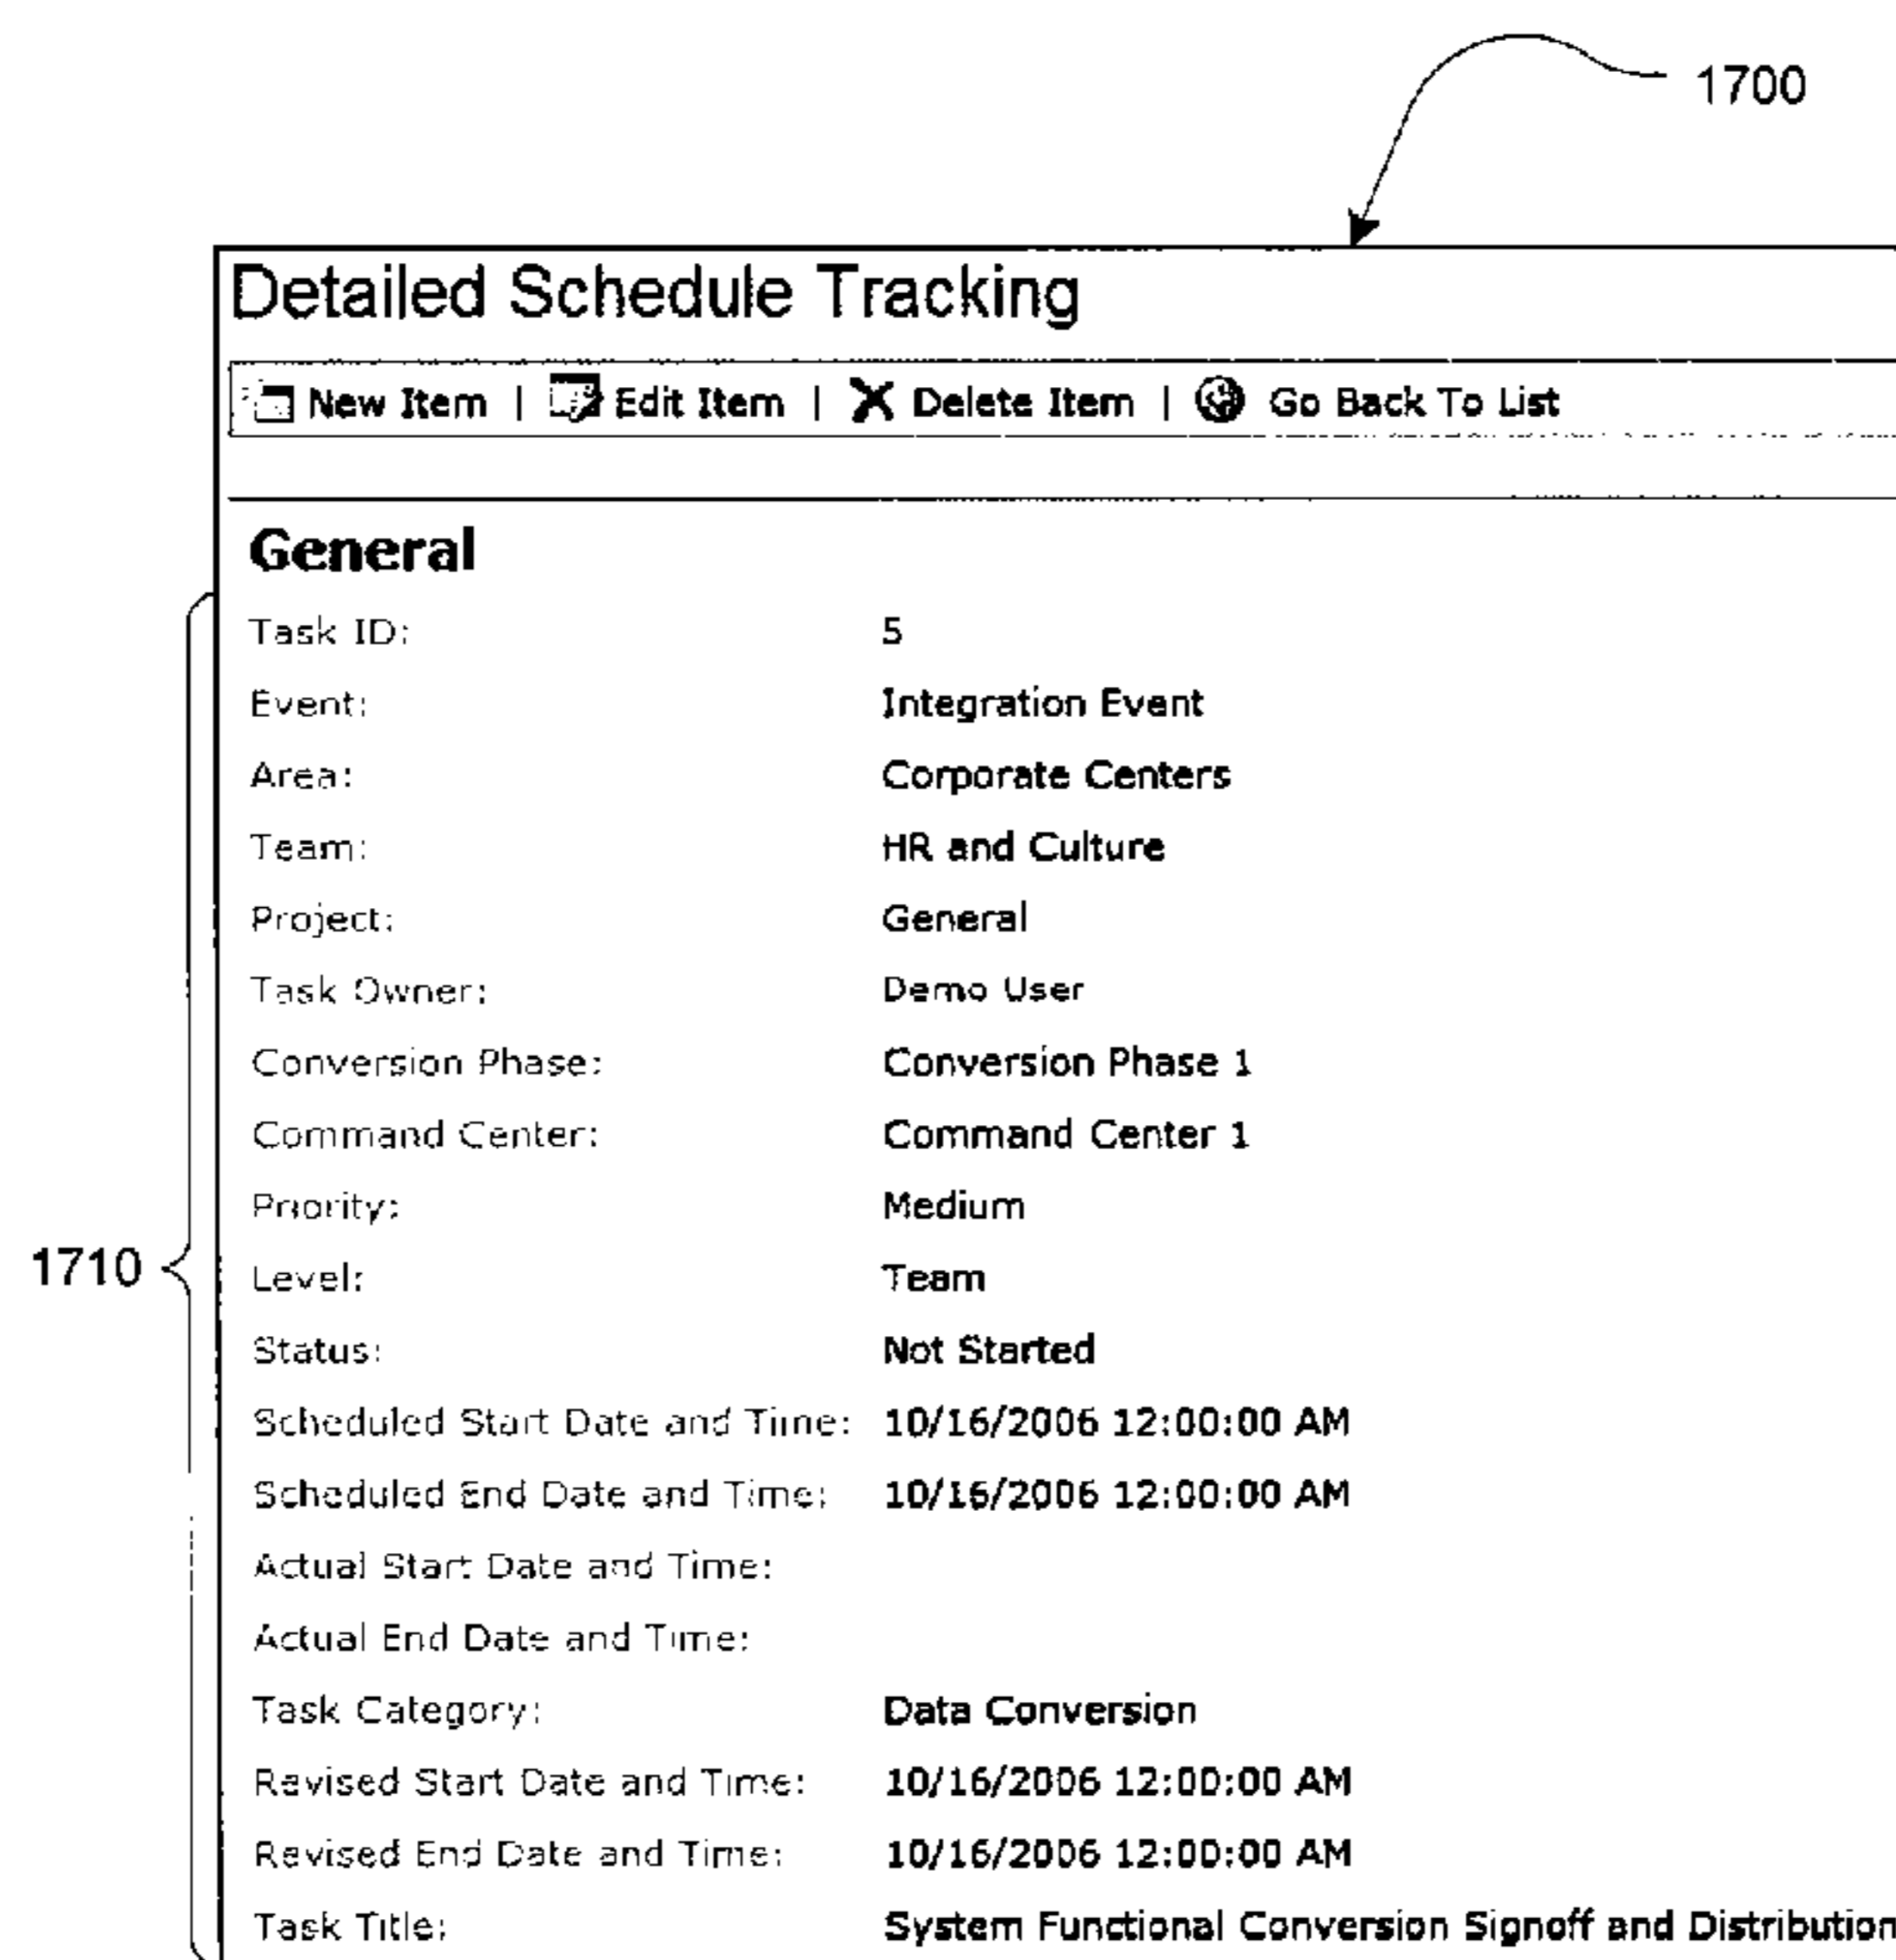 1700
Detailed Schedule Tracking
New Item | Edit Item | Delete Item | Go Back To List
General
Task ID: 5
Event: Integration Event
Area: Corporate Centers
Team: HR and Culture
Project: General
Task Owner: Demo User
Conversion Phase: Conversion Phase 1
Command Center: Command Center 1
Priority: Medium
1710
Level: Team
Status: Not Started
Scheduled Start Date and Time: 10/16/2006 12:00:00 AM
Scheduled End Date and Time: 10/16/2006 12:00:00 AM
Actual Start Date and Time:
Actual End Date and Time:
Task Category: Data Conversion
Revised Start Date and Time: 10/16/2006 12:00:00 AM
Revised End Date and Time: 10/16/2006 12:00:00 AM
Task Title: System Functional Conversion Signoff and Distribution